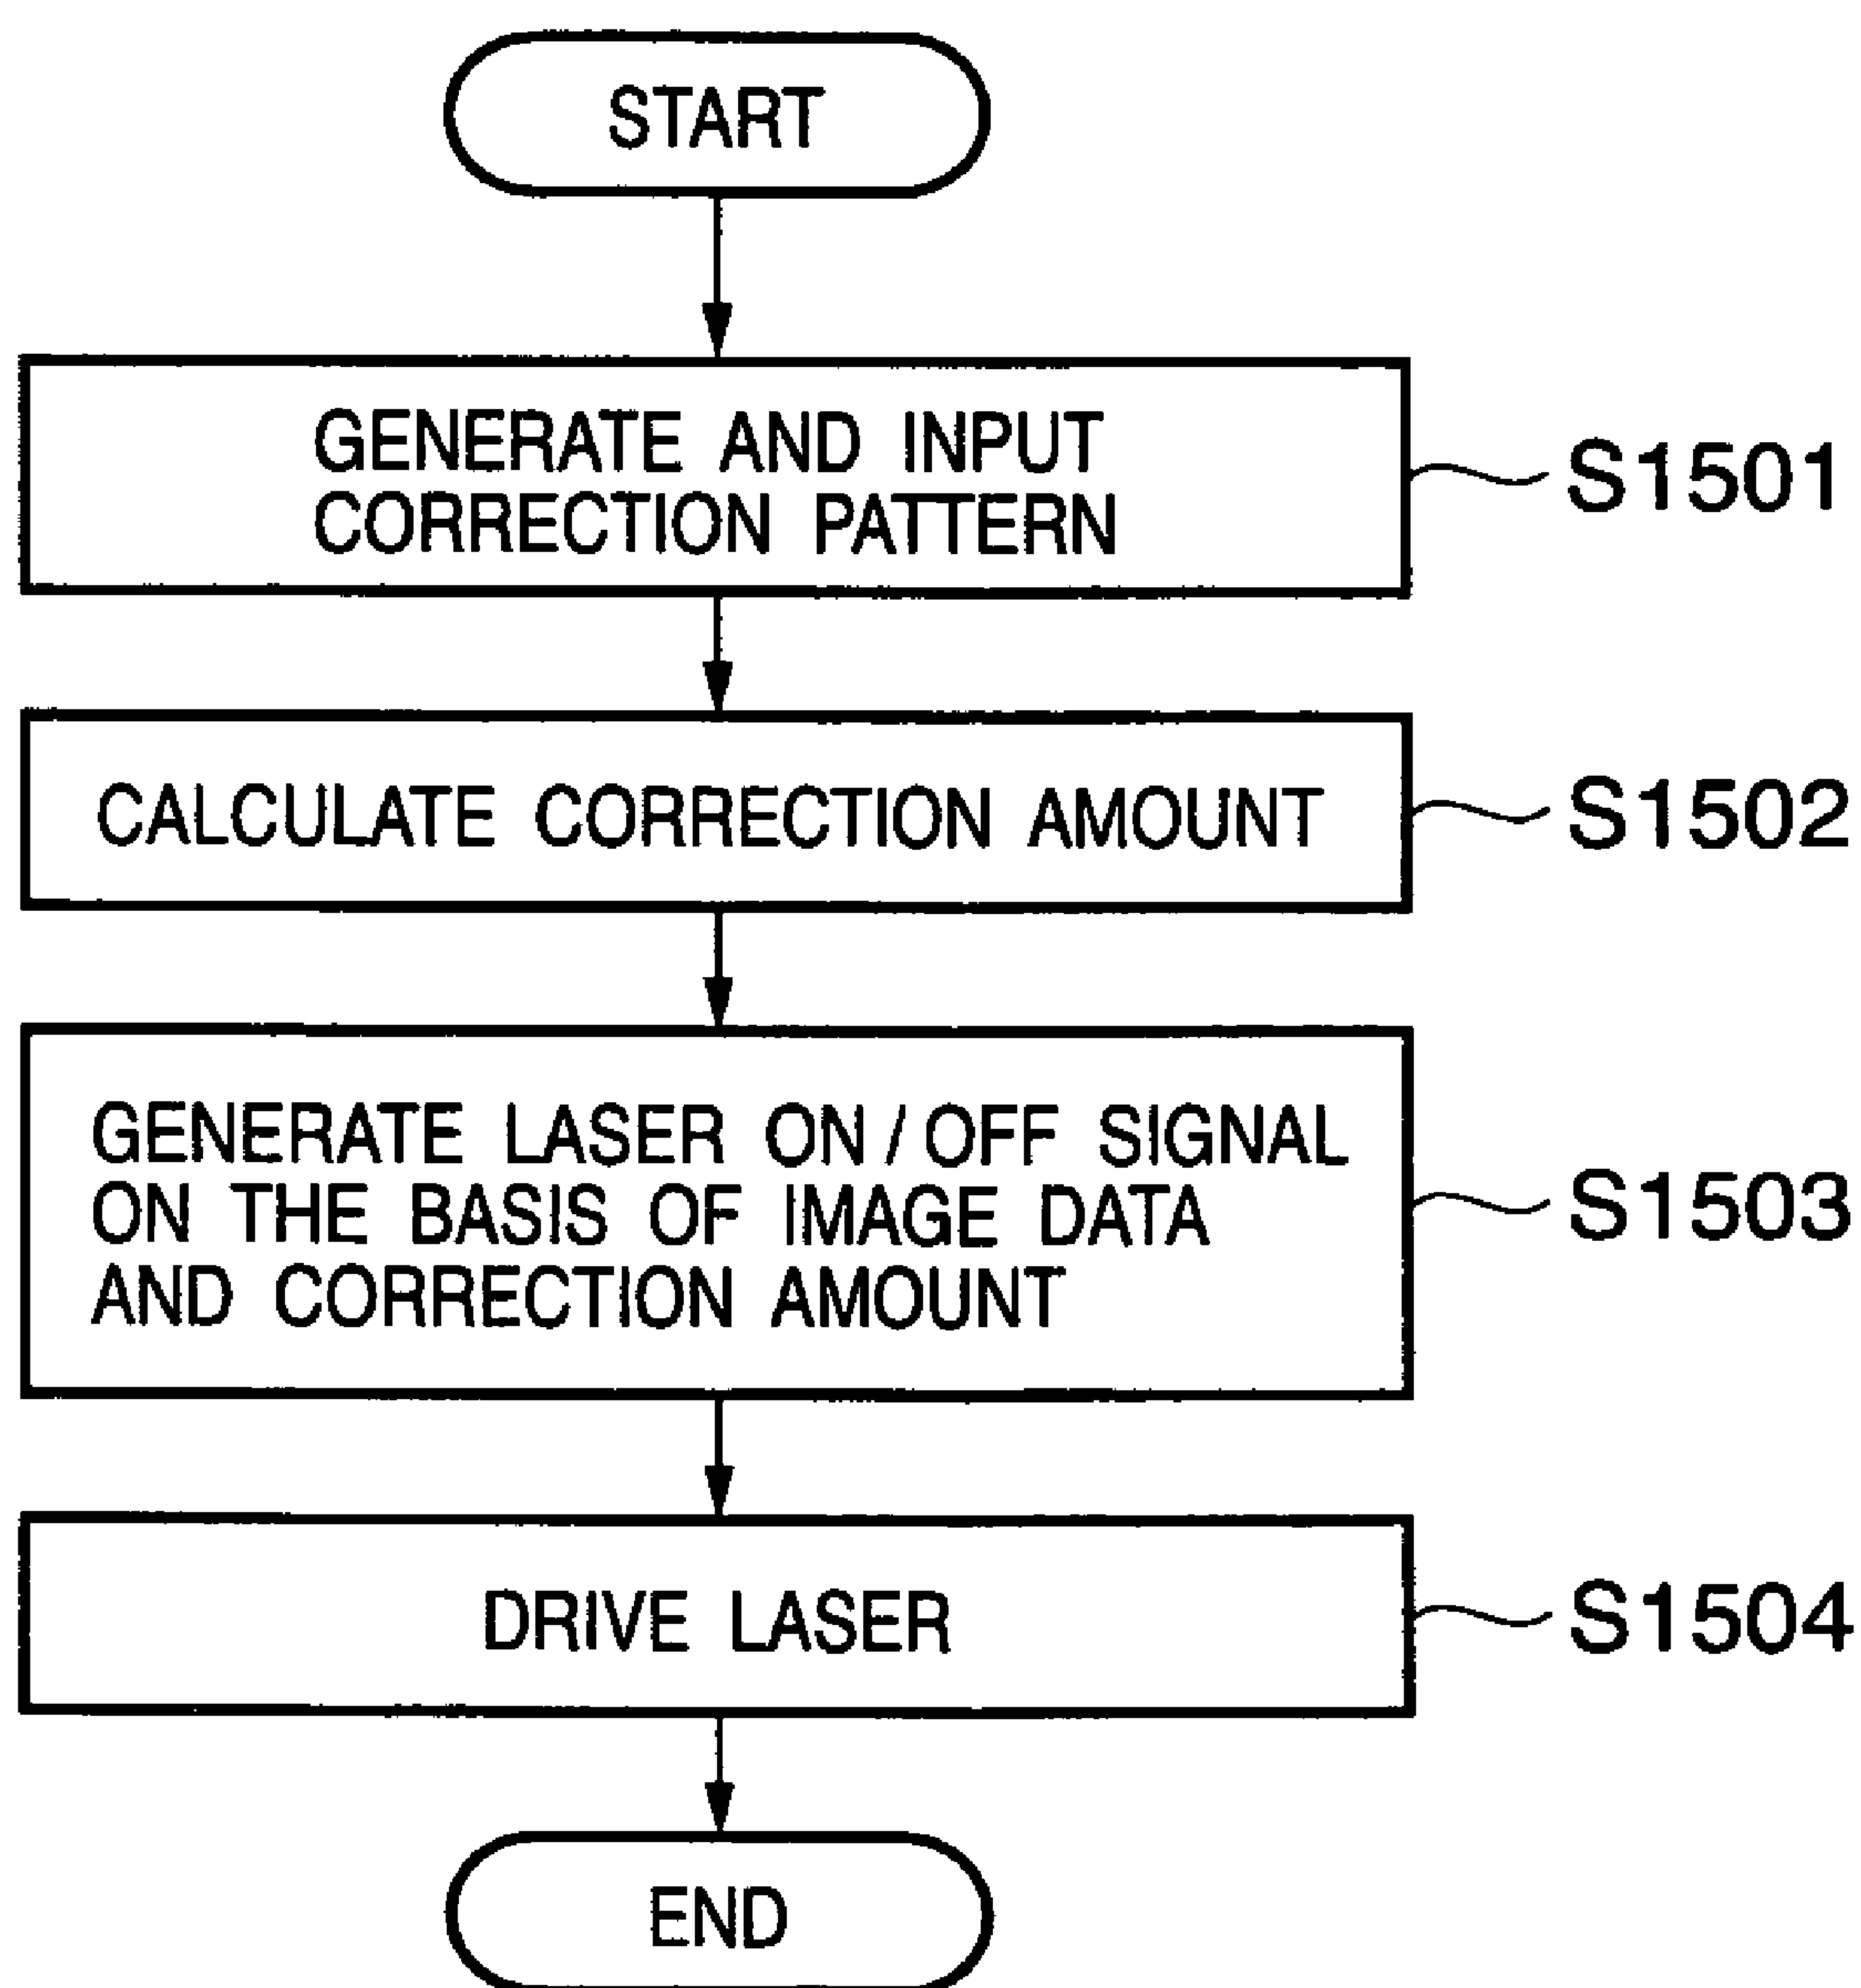 START
GENERATE AND INPUT
CORRECTION PATTERN
S1501
CALCULATE CORRECTION AMOUNT
S1502
GENERATE LASER ON/OFF SIGNAL
ON THE BASIS OF IMAGE DATA
AND CORRECTION AMOUNT
S1503
DRIVE LASER
S1504
END